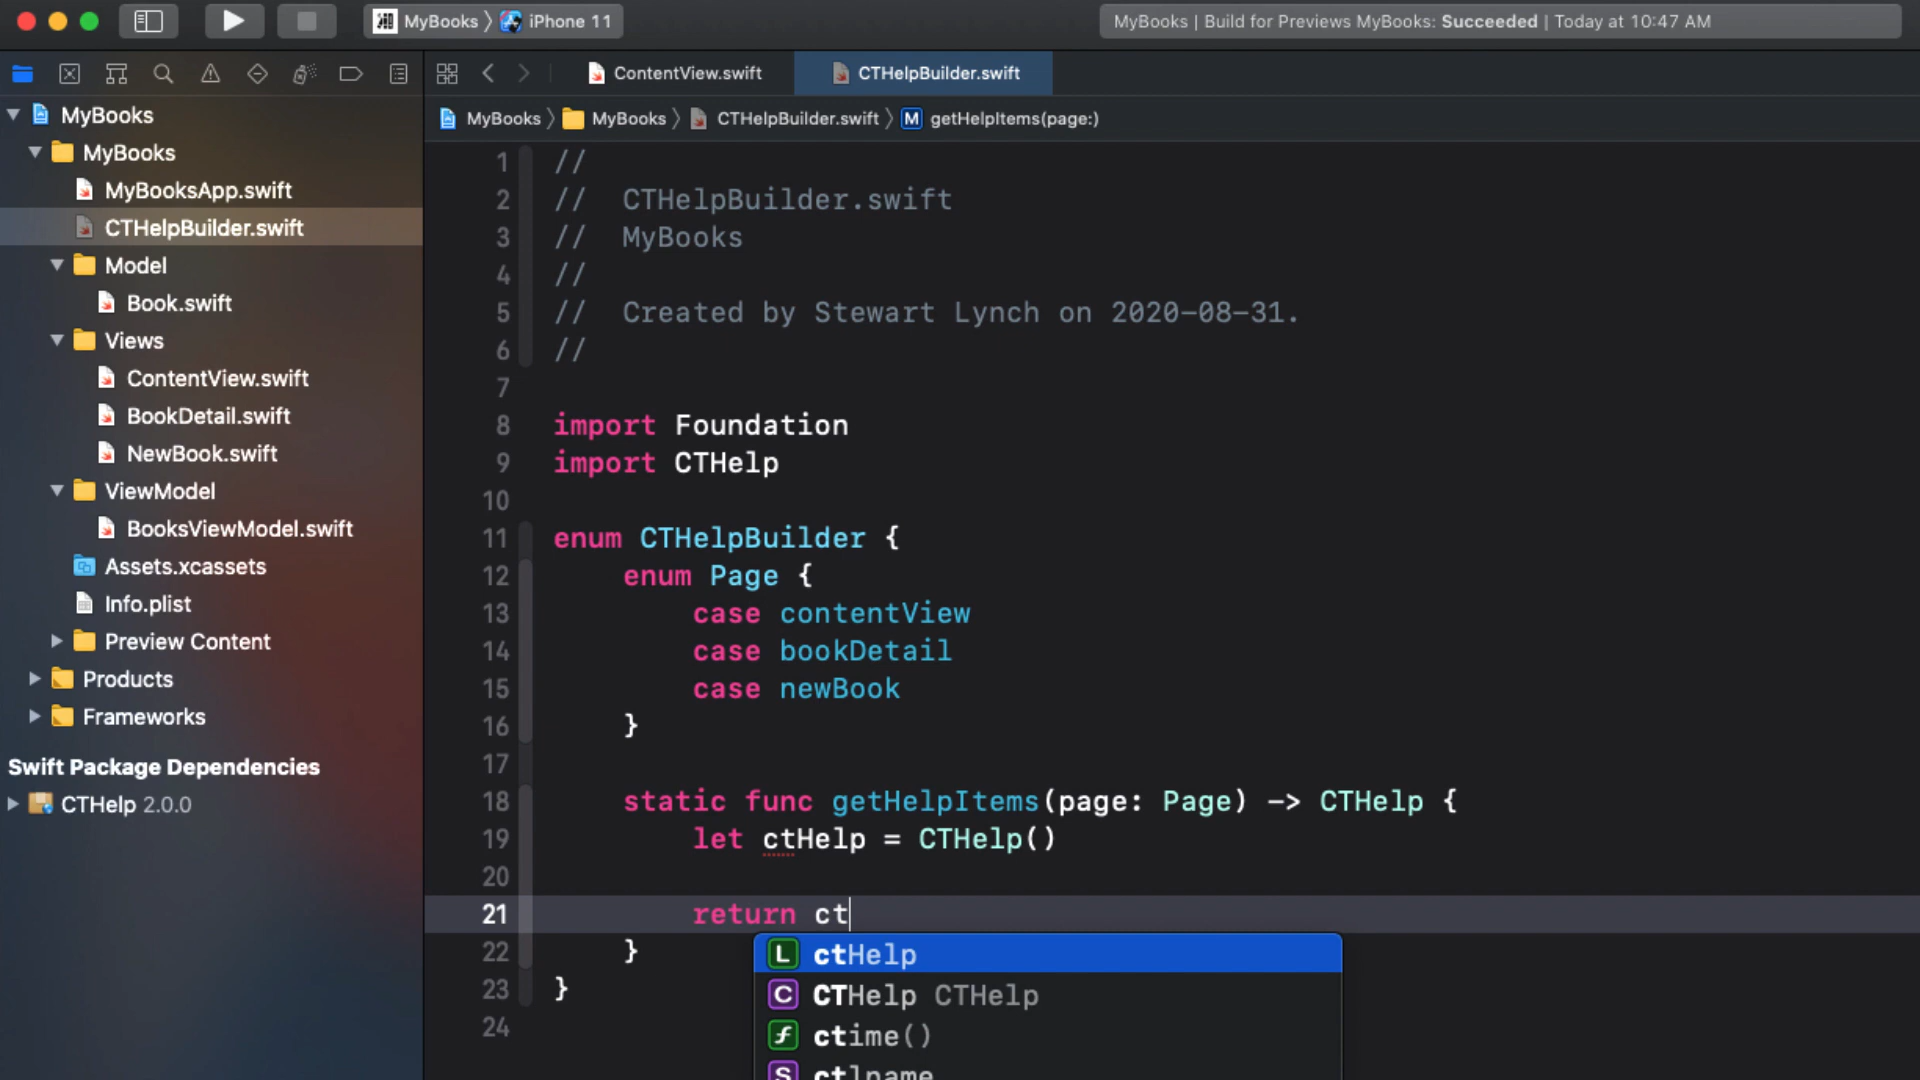 MyBooks 〉 iPhone 11
MyBooks | Build for Previews MyBooks: Succeeded | Today at 10:47 AM
ContentView.swift
CTHelpBuilder.swift
MyBooks 〉 MyBooks 〉 CTHelpBuilder.swift 〉 M getHelpItems(page:)
MyBooks
MyBooks
MyBooksApp.swift
CTHelpBuilder.swift
Model
Book.swift
Views
ContentView.swift
BookDetail.swift
NewBook.swift
ViewModel
BooksViewModel.swift
Assets.xcassets
Info.plist
Preview Content
Products
Frameworks
Swift Package Dependencies
CTHelp 2.0.0
1 //
2 //  CTHelpBuilder.swift
3 //  MyBooks
4 //
5 //  Created by Stewart Lynch on 2020-08-31.
6 //
7
8 import Foundation
9 import CTHelp
10
11 enum CTHelpBuilder {
12     enum Page {
13         case contentView
14         case bookDetail
15         case newBook
16     }
17
18     static func getHelpItems(page: Page) -> CTHelp {
19         let ctHelp = CTHelp()
20
21         return ct
22     }
23 }
24
L ctHelp
C CTHelp CTHelp
f ctime()
S ctlname